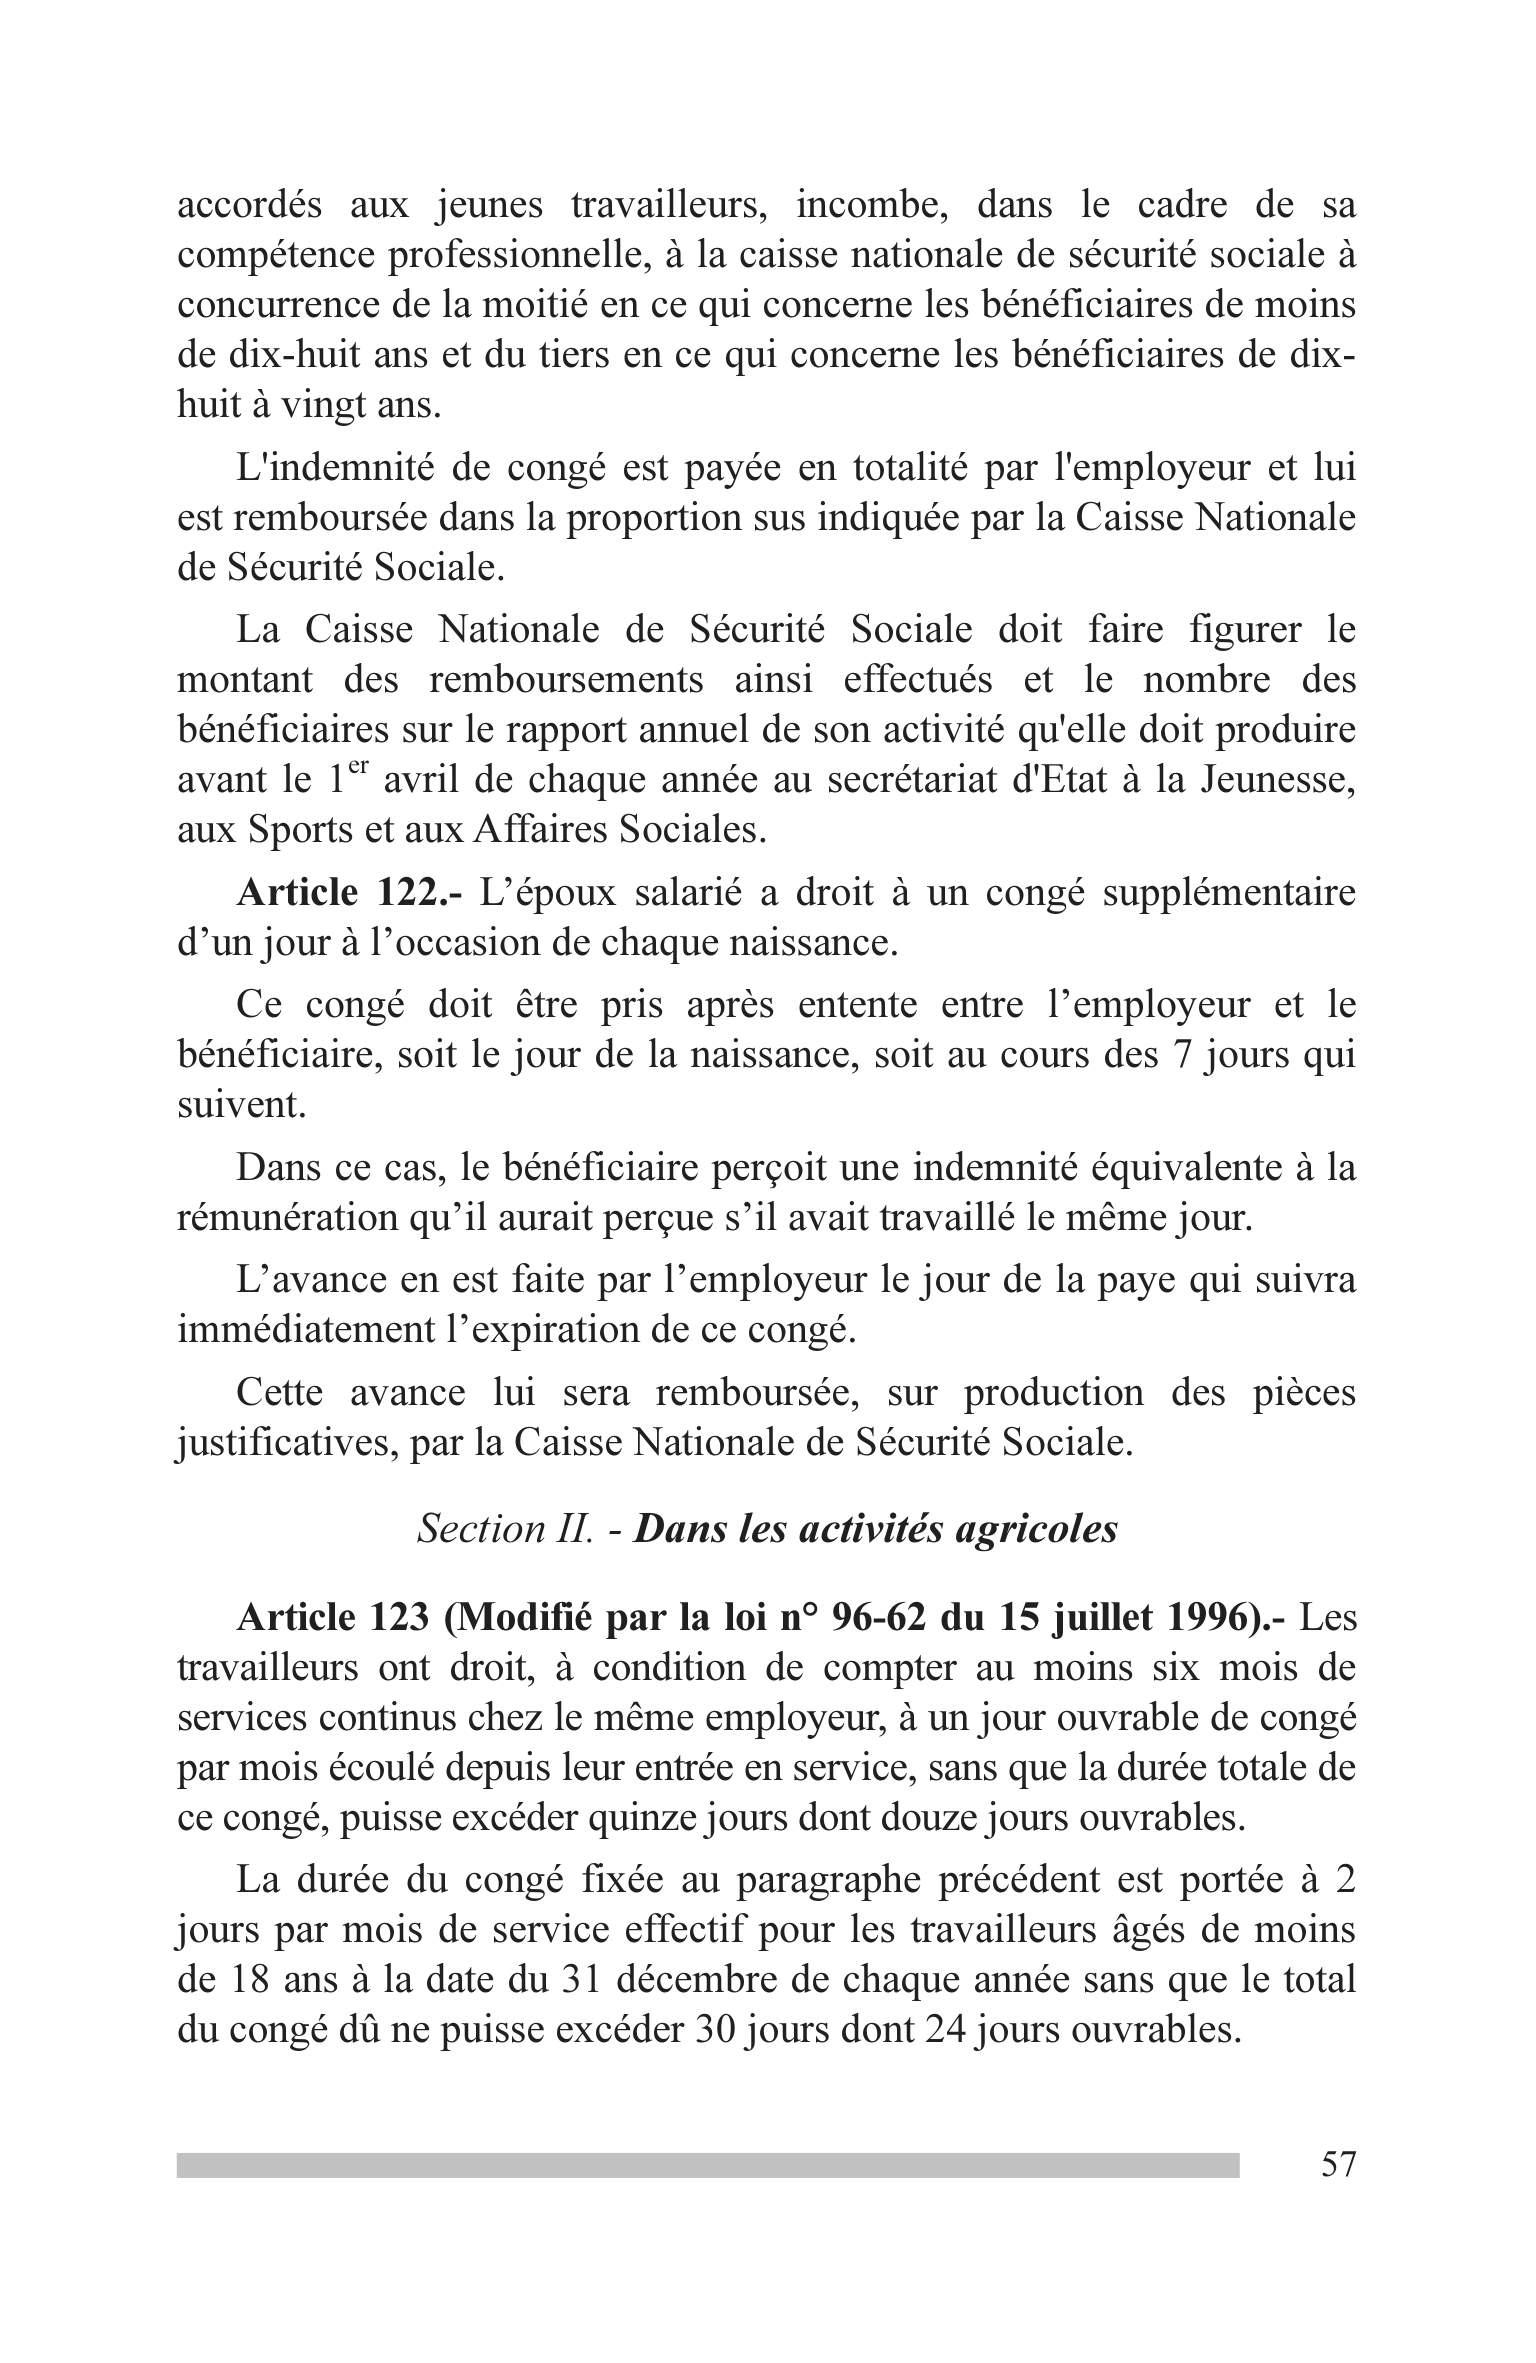 accordés aux jeunes travailleurs, incombe, dans le cadre de sa
compétence professionnelle, à la caisse nationale de sécurité sociale à
concurrence de la moitié en ce qui concerne les bénéficiaires de moins
de dix-huit ans et du tiers en ce qui concerne les bénéficiaires de dix-
huit à vingt ans.
L'indemnité de congé est payée en totalité par l'employeur et lui
est remboursée dans la proportion sus indiquée par la Caisse Nationale
de Sécurité Sociale.
La Caisse Nationale de Sécurité Sociale doit faire figurer le
montant des remboursements ainsi effectués et le nombre des
bénéficiaires sur le rapport annuel de son activité qu'elle doit produire
avant le 1er avril de chaque année au secrétariat d'Etat à la Jeunesse,
aux Sports et aux Affaires Sociales.
Article 122.- L’époux salarié a droit à un congé supplémentaire
d’un jour à l’occasion de chaque naissance.
Ce congé doit être pris après entente entre l’employeur et le
bénéficiaire, soit le jour de la naissance, soit au cours des 7 jours qui
suivent.
Dans ce cas, le bénéficiaire perçoit une indemnité équivalente à la
rémunération qu’il aurait perçue s’il avait travaillé le même jour.
L’avance en est faite par l’employeur le jour de la paye qui suivra
immédiatement l’expiration de ce congé.
Cette avance lui sera remboursée, sur production des pièces
justificatives, par la Caisse Nationale de Sécurité Sociale.
Section II. - Dans les activités agricoles
Article 123 (Modifié par la loi n° 96-62 du 15 juillet 1996).- Les
travailleurs ont droit, à condition de compter au moins six mois de
services continus chez le même employeur, à un jour ouvrable de congé
par mois écoulé depuis leur entrée en service, sans que la durée totale de
ce congé, puisse excéder quinze jours dont douze jours ouvrables.
La durée du congé fixée au paragraphe précédent est portée à 2
jours par mois de service effectif pour les travailleurs âgés de moins
de 18 ans à la date du 31 décembre de chaque année sans que le total
du congé dû ne puisse excéder 30 jours dont 24 jours ouvrables.
57